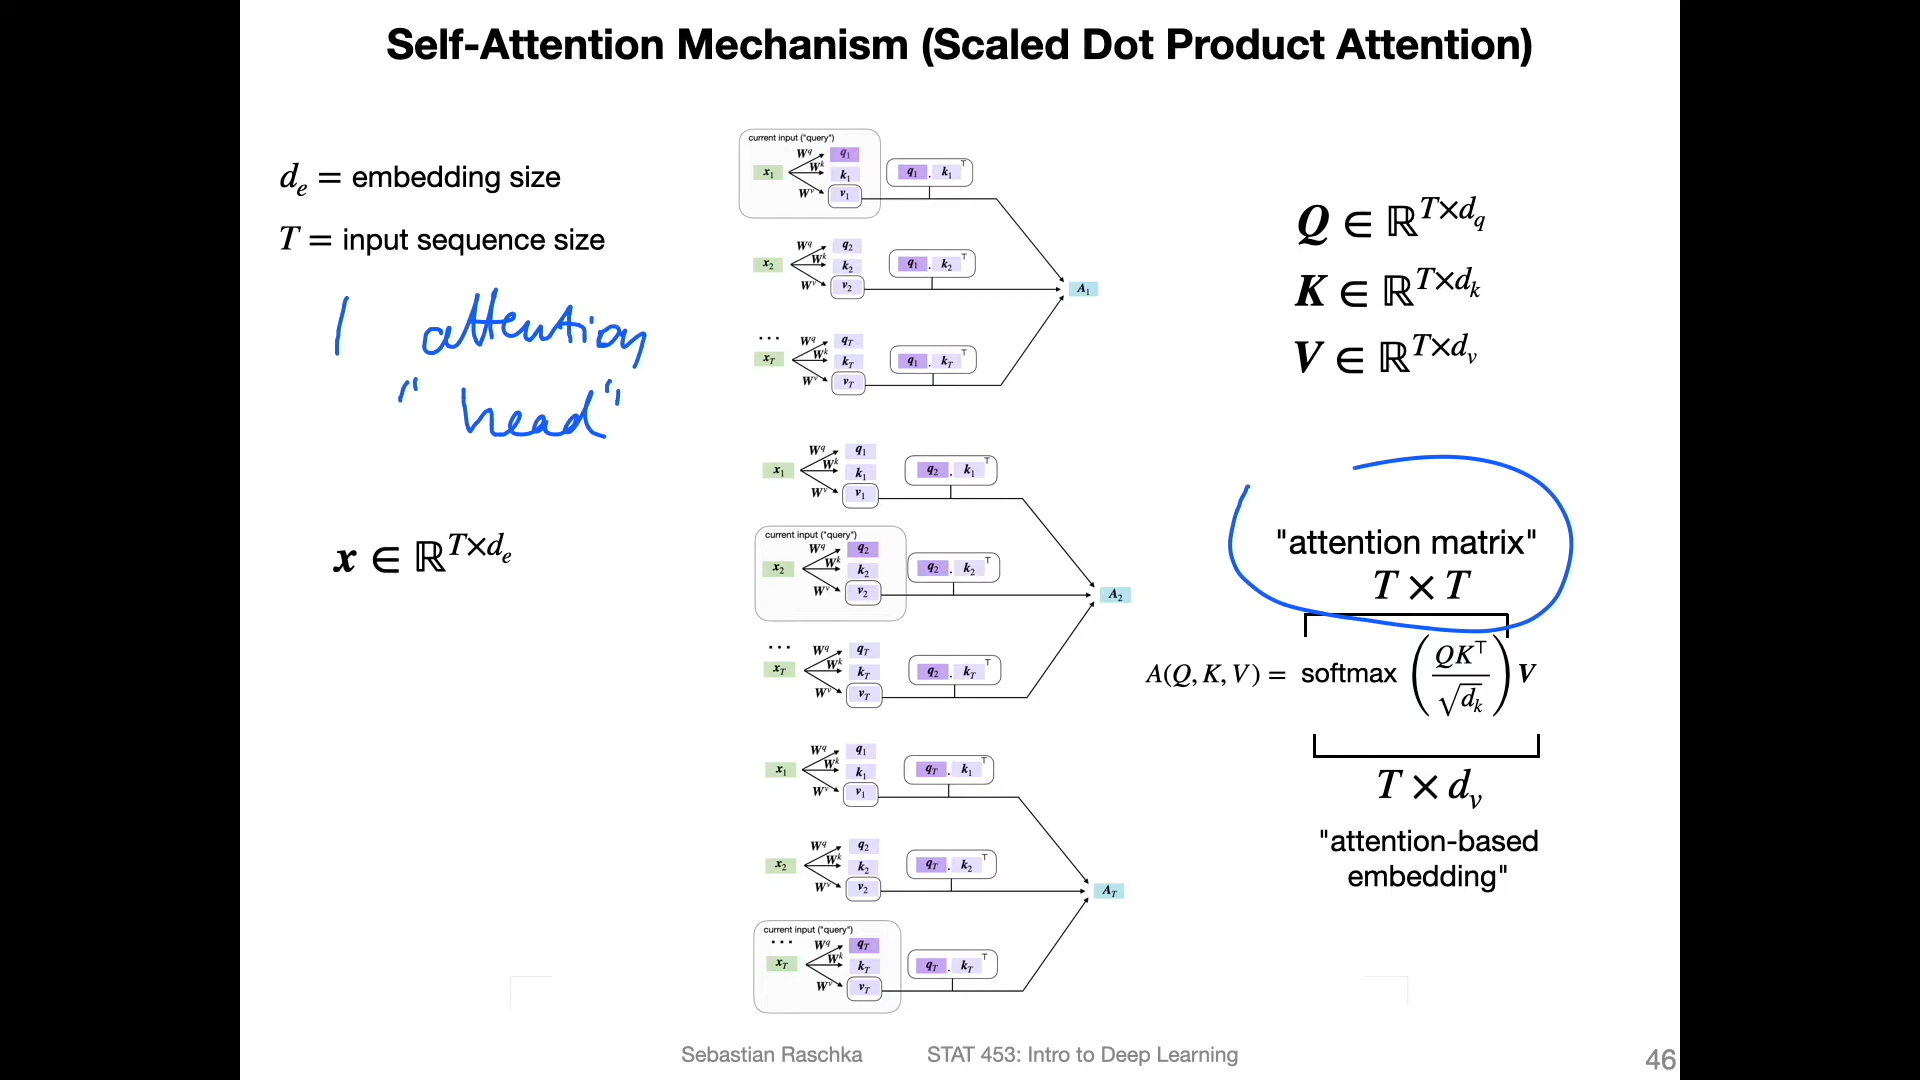 Self-Attention Mechanism (Scaled Dot Product Attention)
d_e = embedding size
T = input sequence size
1 attention
"head"
x ∈ ℝ^{T×d_e}
current input ("query")
W^q q_1
x_1 W^k k_1 q_1 . k_1^⊤
W^v v_1
W^q q_2
x_2 W^k k_2 q_1 . k_2^⊤
W^v v_2
A_1
... W^q q_T
x_T W^k k_T q_1 . k_T^⊤
W^v v_T
W^q q_1
x_1 W^k k_1 q_2 . k_1^⊤
W^v v_1
current input ("query")
W^q q_2
x_2 W^k k_2 q_2 . k_2^⊤
W^v v_2
A_2
... W^q q_T
x_T W^k k_T q_2 . k_T^⊤
W^v v_T
W^q q_1
x_1 W^k k_1 q_T . k_1^⊤
W^v v_1
W^q q_2
x_2 W^k k_2 q_T . k_2^⊤
W^v v_2
A_T
current input ("query")
... W^q q_T
x_T W^k k_T q_T . k_T^⊤
W^v v_T
Q ∈ ℝ^{T×d_q}
K ∈ ℝ^{T×d_k}
V ∈ ℝ^{T×d_v}
"attention matrix"
T × T
A(Q, K, V) = softmax (QK^⊤ / √d_k) V
T × d_v
"attention-based
embedding"
Sebastian Raschka STAT 453: Intro to Deep Learning 46